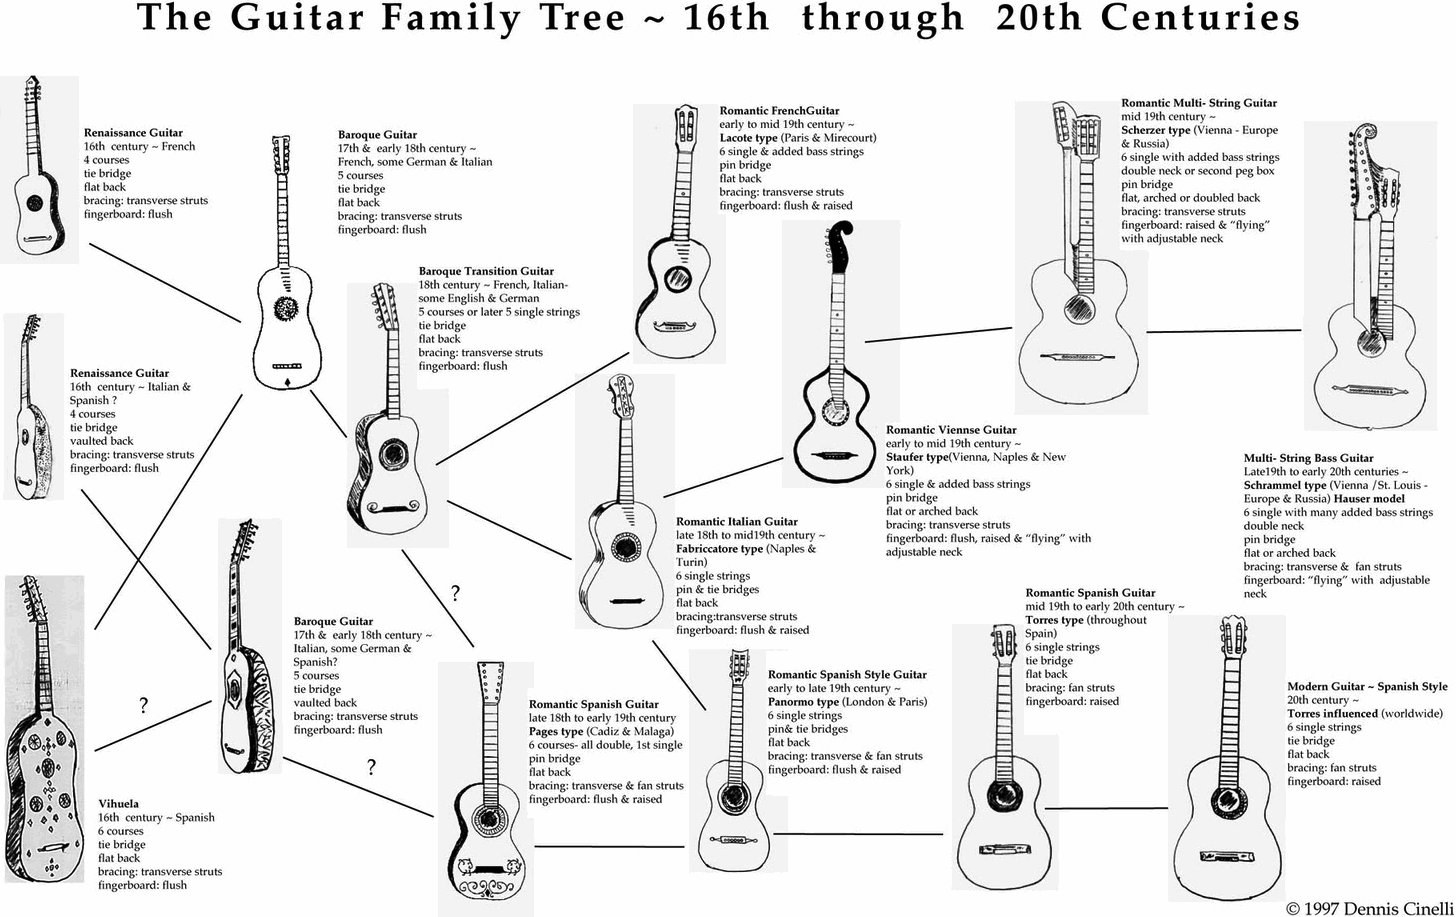 The Guitar Family Tree ~ 16th through 20th Centuries
Renaissance Guitar
16th century ~ French
4 courses
tie bridge
flat back
bracing: transverse struts
fingerboard: flush
Baroque Guitar
17th & early 18th century ~
French, some German & Italian
5 courses
tie bridge
flat back
bracing: transverse struts
fingerboard: flush
Romantic FrenchGuitar
early to mid 19th century ~
Lacote type (Paris & Mirecourt)
6 single & added bass strings
pin bridge
flat back
bracing: transverse struts
fingerboard: flush & raised
Romantic Multi- String Guitar
mid 19th century ~
Scherzer type (Vienna - Europe
& Russia)
6 single with added bass strings
double neck or second peg box
pin bridge
flat, arched or doubled back
bracing: transverse struts
fingerboard: raised & “flying”
with adjustable neck
Baroque Transition Guitar
18th century ~ French, Italian-
some English & German
5 courses or later 5 single strings
tie bridge
flat back
bracing: transverse struts
fingerboard: flush
Renaissance Guitar
16th century ~ Italian &
Spanish ?
4 courses
tie bridge
vaulted back
bracing: transverse struts
fingerboard: flush
Romantic Viennse Guitar
early to mid 19th century ~
Staufer type(Vienna, Naples & New
York)
6 single & added bass strings
pin bridge
flat or arched back
bracing: transverse struts
fingerboard: flush, raised & “flying” with
adjustable neck
Multi- String Bass Guitar
Late19th to early 20th centuries ~
Schrammel type (Vienna /St. Louis -
Europe & Russia) Hauser model
6 single with many added bass strings
double neck
pin bridge
flat or arched back
bracing: transverse & fan struts
fingerboard: “flying” with adjustable
neck
Romantic Italian Guitar
late 18th to mid19th century ~
Fabriccatore type (Naples &
Turin)
6 single strings
pin & tie bridges
flat back
bracing:transverse struts
fingerboard: flush & raised
?
Baroque Guitar
17th & early 18th century ~
Italian, some German &
Spanish?
5 courses
tie bridge
vaulted back
bracing: transverse struts
fingerboard: flush
Romantic Spanish Guitar
mid 19th to early 20th century ~
Torres type (throughout
Spain)
6 single strings
tie bridge
flat back
bracing: fan struts
fingerboard: raised
?
?
Romantic Spanish Guitar
late 18th to early 19th century
Pages type (Cadiz & Malaga)
6 courses- all double, 1st single
pin bridge
flat back
bracing: transverse & fan struts
fingerboard: flush & raised
Romantic Spanish Style Guitar
early to late 19th century ~
Panormo type (London & Paris)
6 single strings
pin& tie bridges
flat back
bracing: transverse & fan struts
fingerboard: flush & raised
Modern Guitar ~ Spanish Style
20th century ~
Torres influenced (worldwide)
6 single strings
tie bridge
flat back
bracing: fan struts
fingerboard: raised
Vihuela
16th century ~ Spanish
6 courses
tie bridge
flat back
bracing: transverse struts
fingerboard: flush
© 1997 Dennis Cinelli